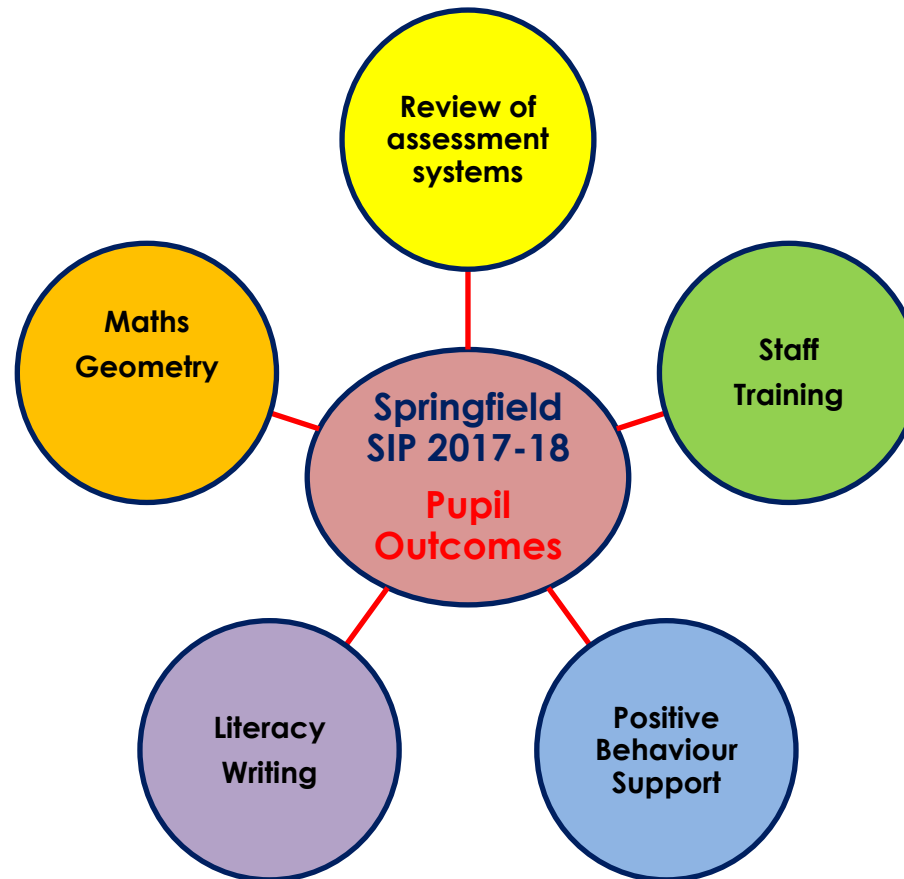 Review of
assessment
systems
Maths
Geometry
Staff
Training
Springfield
SIP 2017-18
Pupil
Outcomes
Literacy
Writing
Positive
Behaviour
Support